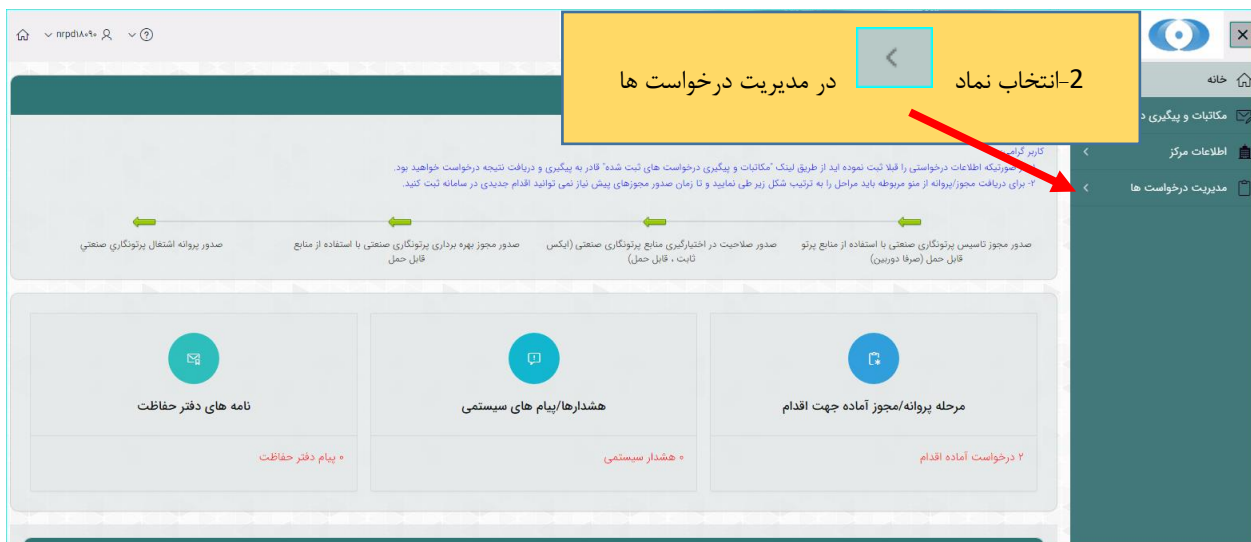 nrpd۱۸۰۹۰
2-انتخاب نماد در مدیریت درخواست ها
خانه
مکاتبات و پیگیری د
اطلاعات مرکز
مدیریت درخواست ها
کاربر گرامی
صورتیکه اطلاعات درخواستی را قبلا ثبت نموده اید از طریق لینک "مکاتبات و پیگیری درخواست های ثبت شده" قادر به پیگیری و دریافت نتیجه درخواست خواهید بود.
۲- برای دریافت مجوز/پروانه از منو مربوطه باید مراحل را به ترتیب شکل زیر طی نمایید و تا زمان صدور مجوزهای پیش نیاز نمی توانید اقدام جدیدی در سامانه ثبت کنید.
صدور مجوز تاسیس پرتونگاری صنعتی با استفاده از منابع پرتو
قابل حمل (صرفا دوربین)
صدور صلاحیت در اختیارگیری منابع پرتونگاری صنعتی (ایکس
ثابت ، قابل حمل)
صدور مجوز بهره برداری پرتونگاری صنعتی با استفاده از منابع
قابل حمل
صدور پروانه اشتغال پرتونگاری صنعتی
مرحله پروانه/مجوز آماده جهت اقدام
هشدارها/پیام های سیستمی
نامه های دفتر حفاظت
۲ درخواست آماده اقدام
۰ هشدار سیستمی
۰ پیام دفتر حفاظت